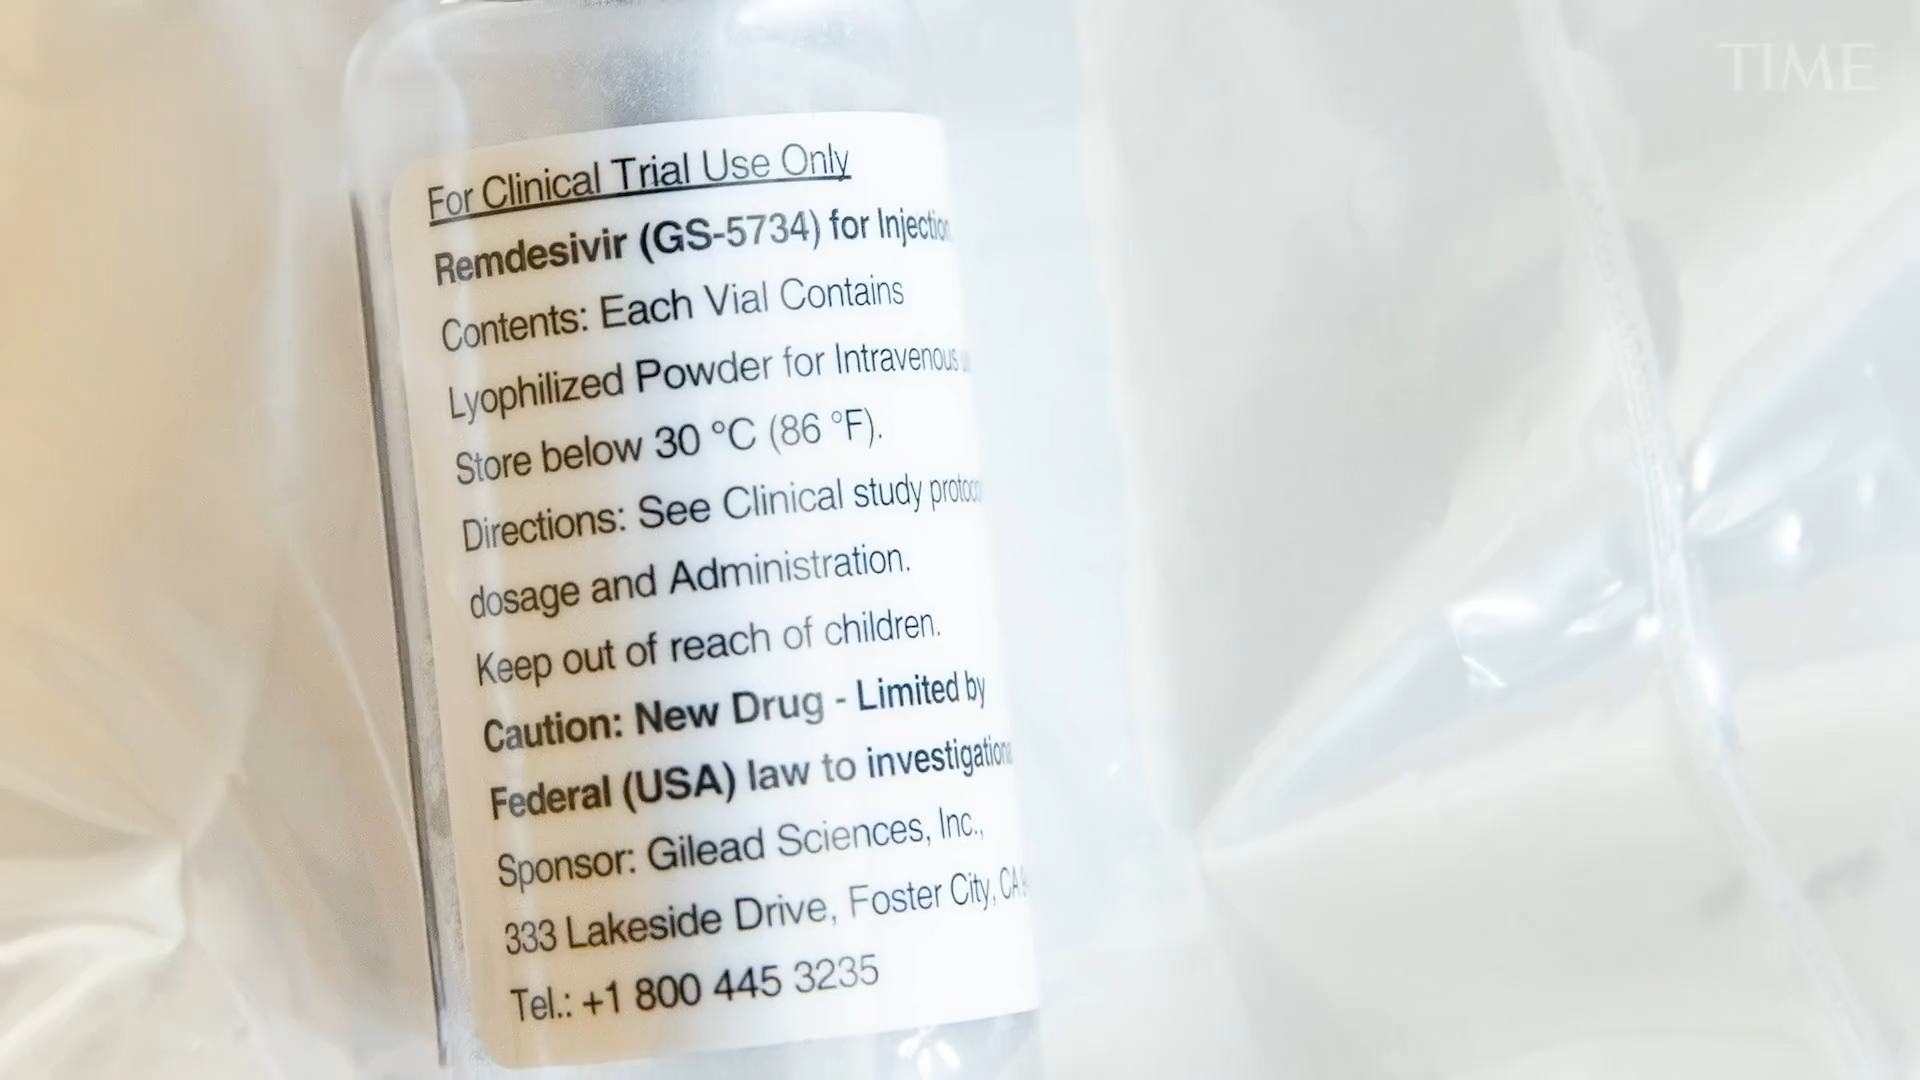 TIME
For Clinical Trial Use Only
Remdesivir (GS-5734) for Injection
Contents: Each Vial Contains
Lyophilized Powder for Intravenous
Store below 30 °C (86 °F).
Directions: See Clinical study
dosage and Administration.
Keep out of reach of children.
Caution: New Drug - Limited by
Federal (USA) law to
Sponsor: Gilead Sciences, Inc.,
333 Lakeside Drive, Foster City, CA
Tel.: +1 800 445 3235